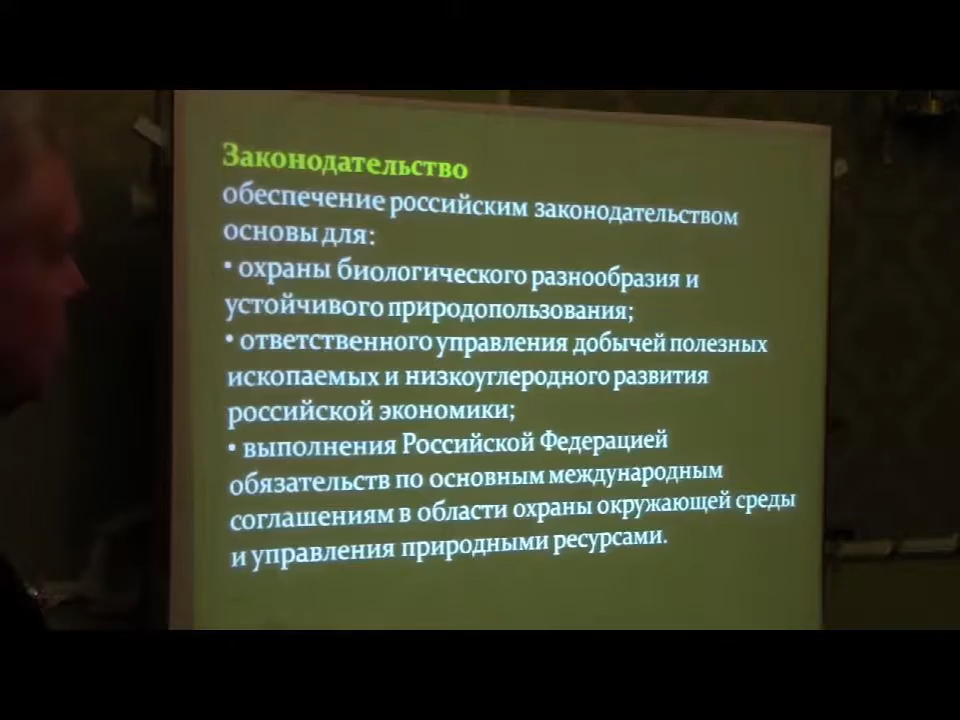 Законодательство
обеспечение российским законодательством
основы для:
• охраны биологического разнообразия и
устойчивого природопользования;
• ответственного управления добычей полезных
ископаемых и низкоуглеродного развития
российской экономики;
• выполнения Российской Федерацией
обязательств по основным международным
соглашениям в области охраны окружающей среды
и управления природными ресурсами.